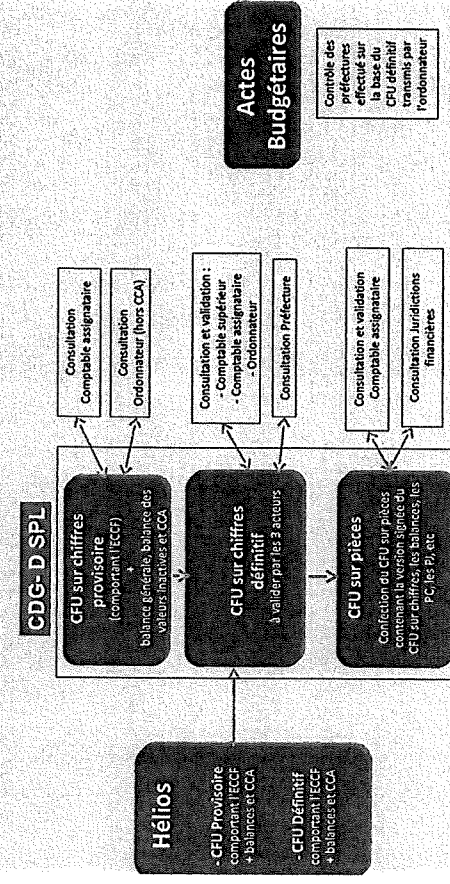 CDG- D SPL
Hélios
- CFU Provisoire
comportant l'ECCF
+ balances et CCA
- CFU Définitif
comportant l'ECCF
+ balances et CCA
CFU sur chiffres
provisoire
(comportant l'ECCF)
+
balance générale, balance des
valeurs inactives et CCA
CFU sur chiffres
définitif
à valider par les 3 acteurs
CFU sur pièces
Confection du CFU sur pièces
contenant la version signée du
CFU sur chiffres, les balances, les
PC, les PJ, etc
Consultation
Comptable assignataire
Consultation
Ordonnateur (hors CCA)
Consultation et validation :
- Comptable supérieur
- Comptable assignataire
- Ordonnateur
Consultation Préfecture
Consultation et validation
Comptable assignataire
Consultation Juridictions
financières
Actes
Budgétaires
Contrôle des
préfectures
effectué sur
la base du
CFU définitif
transmis par
l'ordonnateur